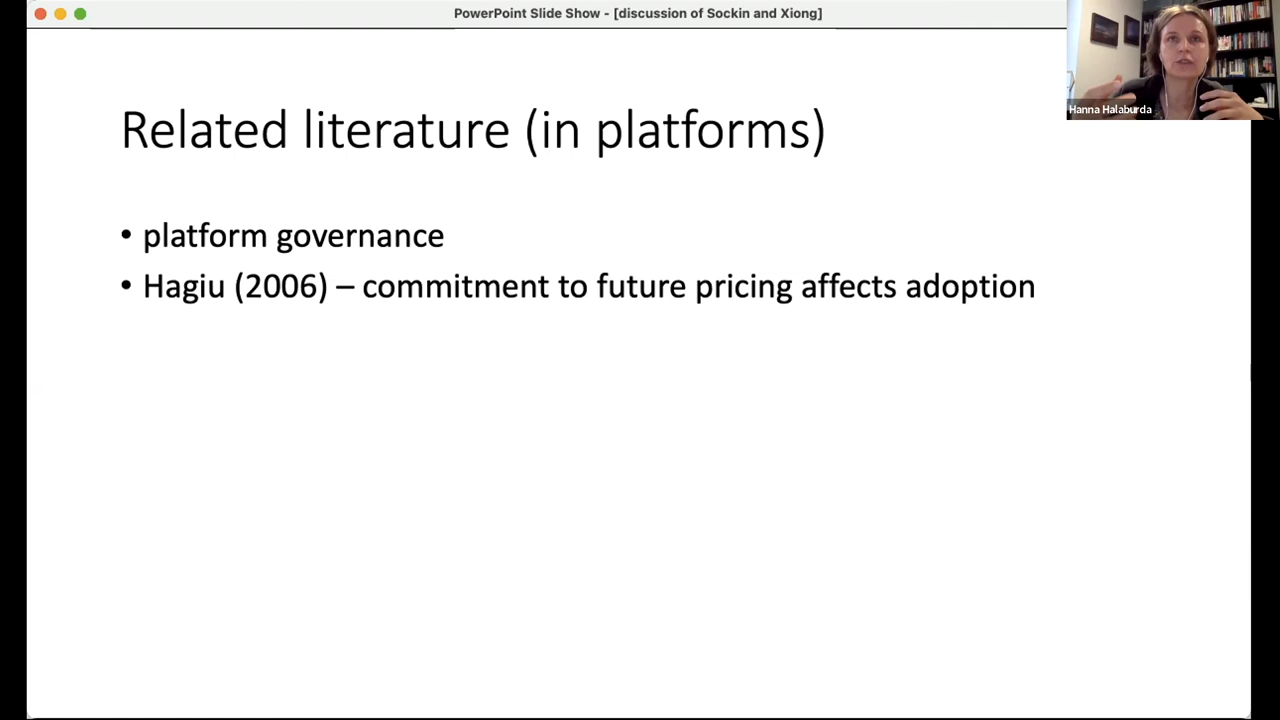 PowerPoint Slide Show - [discussion of Sockin and Xiong]
Hanna Halaburda
Related literature (in platforms)
• platform governance
• Hagiu (2006) – commitment to future pricing affects adoption